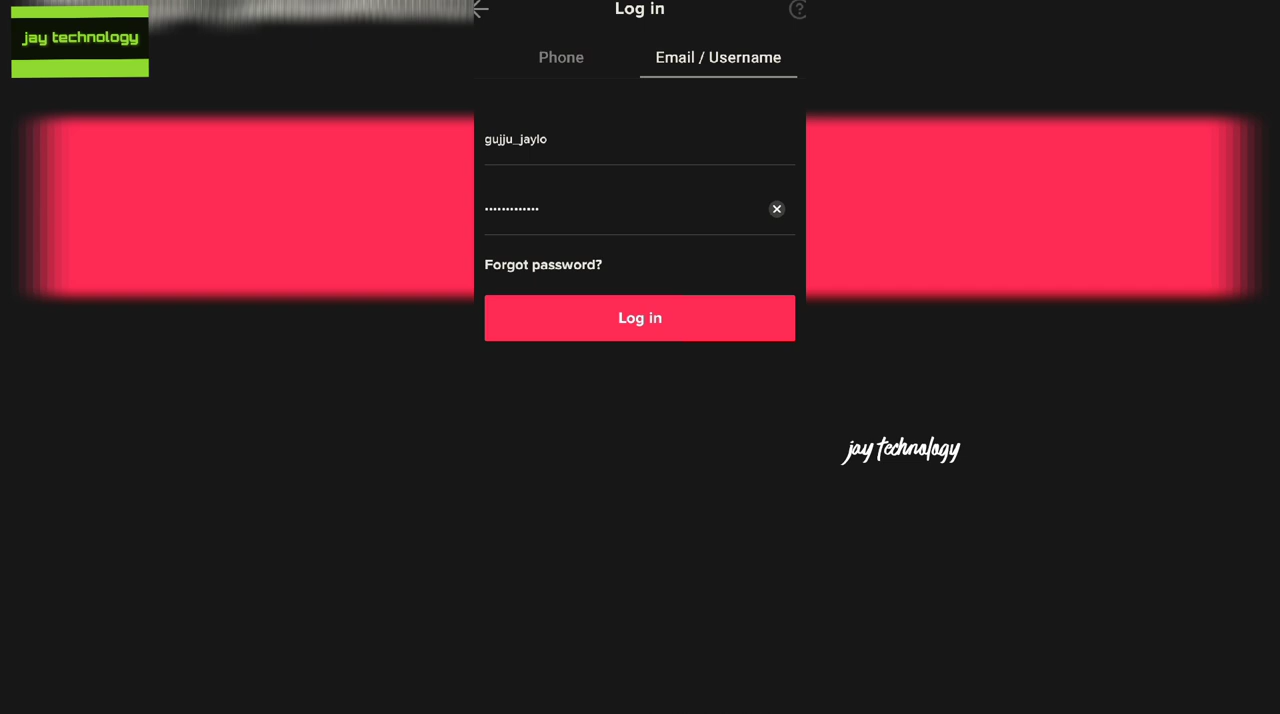 jay technology
Log in
Phone
Email / Username
gujju_jaylo
•••••••••••••
Forgot password?
Log in
jay technology